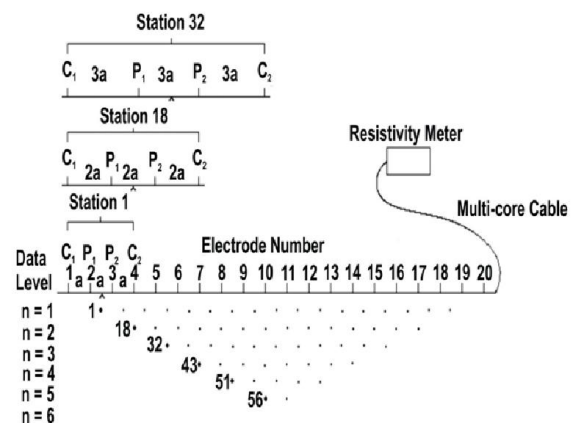 Station 32
C₁ 3a P₁ 3a P₂ 3a C₂
Station 18
C₁ 2a P₁ 2a P₂ 2a C₂
Resistivity Meter
Multi-core Cable
Station 1
C₁ P₁ P₂ C₂
Electrode Number
Data Level
1 a 2 a 3 a 4 5 6 7 8 9 10 11 12 13 14 15 16 17 18 19 20
n = 1 1
n = 2 18
n = 3 32
n = 4 43
n = 5 51
n = 6 56